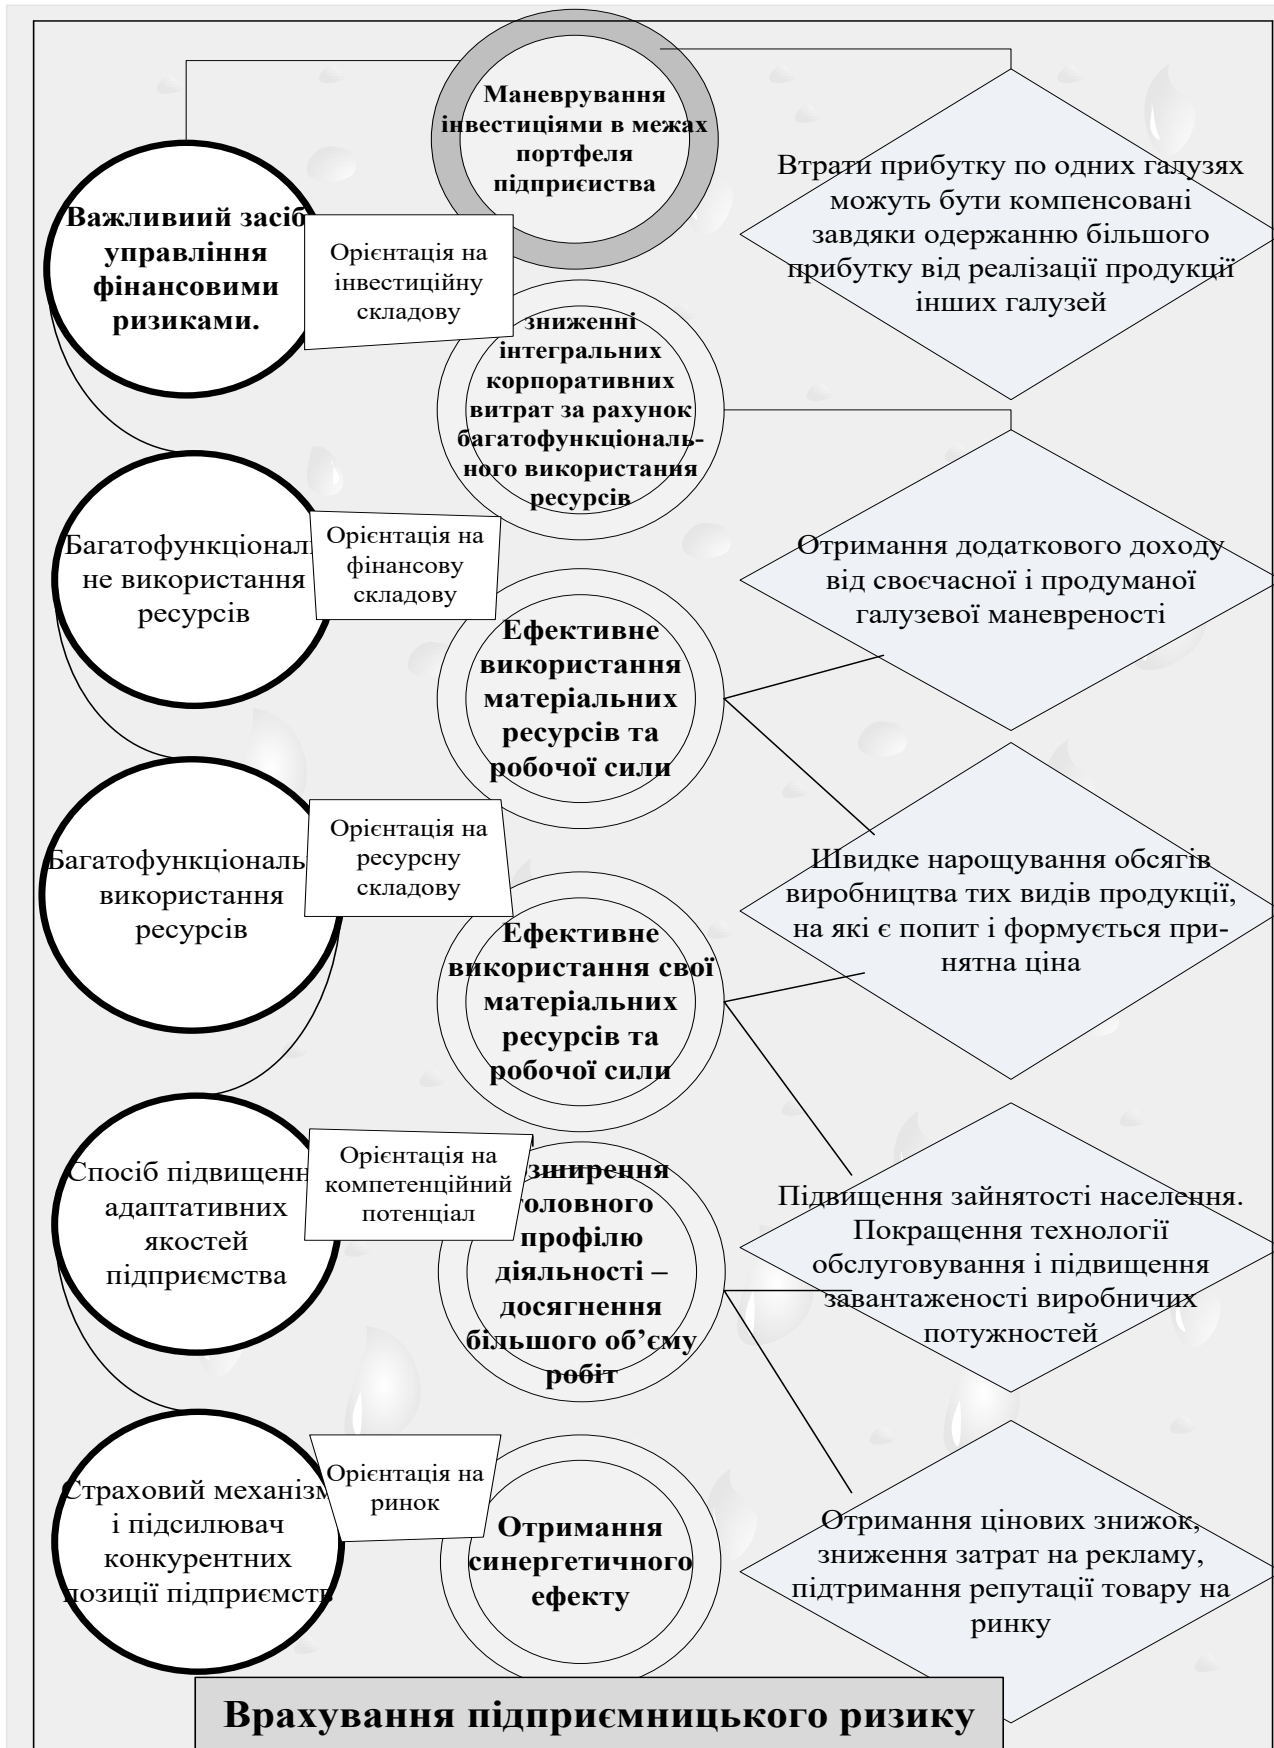 Маневрування
інвестиціями в межах
портфеля
підприєиства
Втрати прибутку по одних галузях
можуть бути компенсовані
завдяки одержанню більшого
прибутку від реалізації продукції
інших галузей
Важливиий засіб
управління
фінансовими
ризиками.
Орієнтація на
інвестиційну
складову
зниженні
інтегральних
корпоративних
витрат за рахунок
багатофункціональ-
ного використання
ресурсів
Багатофункціонал
не використання
ресурсів
Орієнтація на
фінансову
складову
Отримання додаткового доходу
від своєчасної і продуманої
галузевої маневреності
Ефективне
використання
матеріальних
ресурсів та
робочої сили
Багатофункціональ
використання
ресурсів
Орієнтація на
ресурсну
складову
Швидке нарощування обсягів
виробництва тих видів продукції,
на які є попит і формується при-
нятна ціна
Ефективне
використання свої
матеріальних
ресурсів та
робочої сили
Спосіб підвищенн
адаптативних
якостей
підприємства
Орієнтація на
компетенційний
потенціал
зширення
головного
профілю
діяльності –
досягнення
більшого об’єму
робіт
Підвищення зайнятості населення.
Покращення технології
обслуговування і підвищення
завантаженості виробничих
потужностей
Страховий механізм
і підсилювач
конкурентних
позиції підприємств
Орієнтація на
ринок
Отримання
синергетичного
ефекту
Отримання цінових знижок,
зниження затрат на рекламу,
підтримання репутації товару на
ринку
Врахування підприємницького ризику